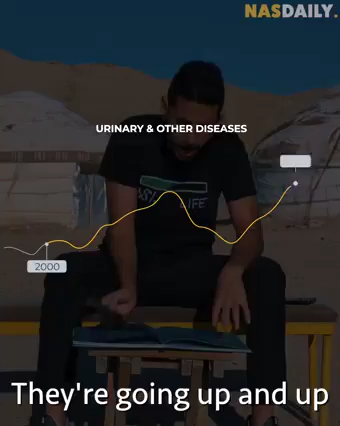 NASDAILY.
URINARY & OTHER DISEASES
2000
They're going up and up